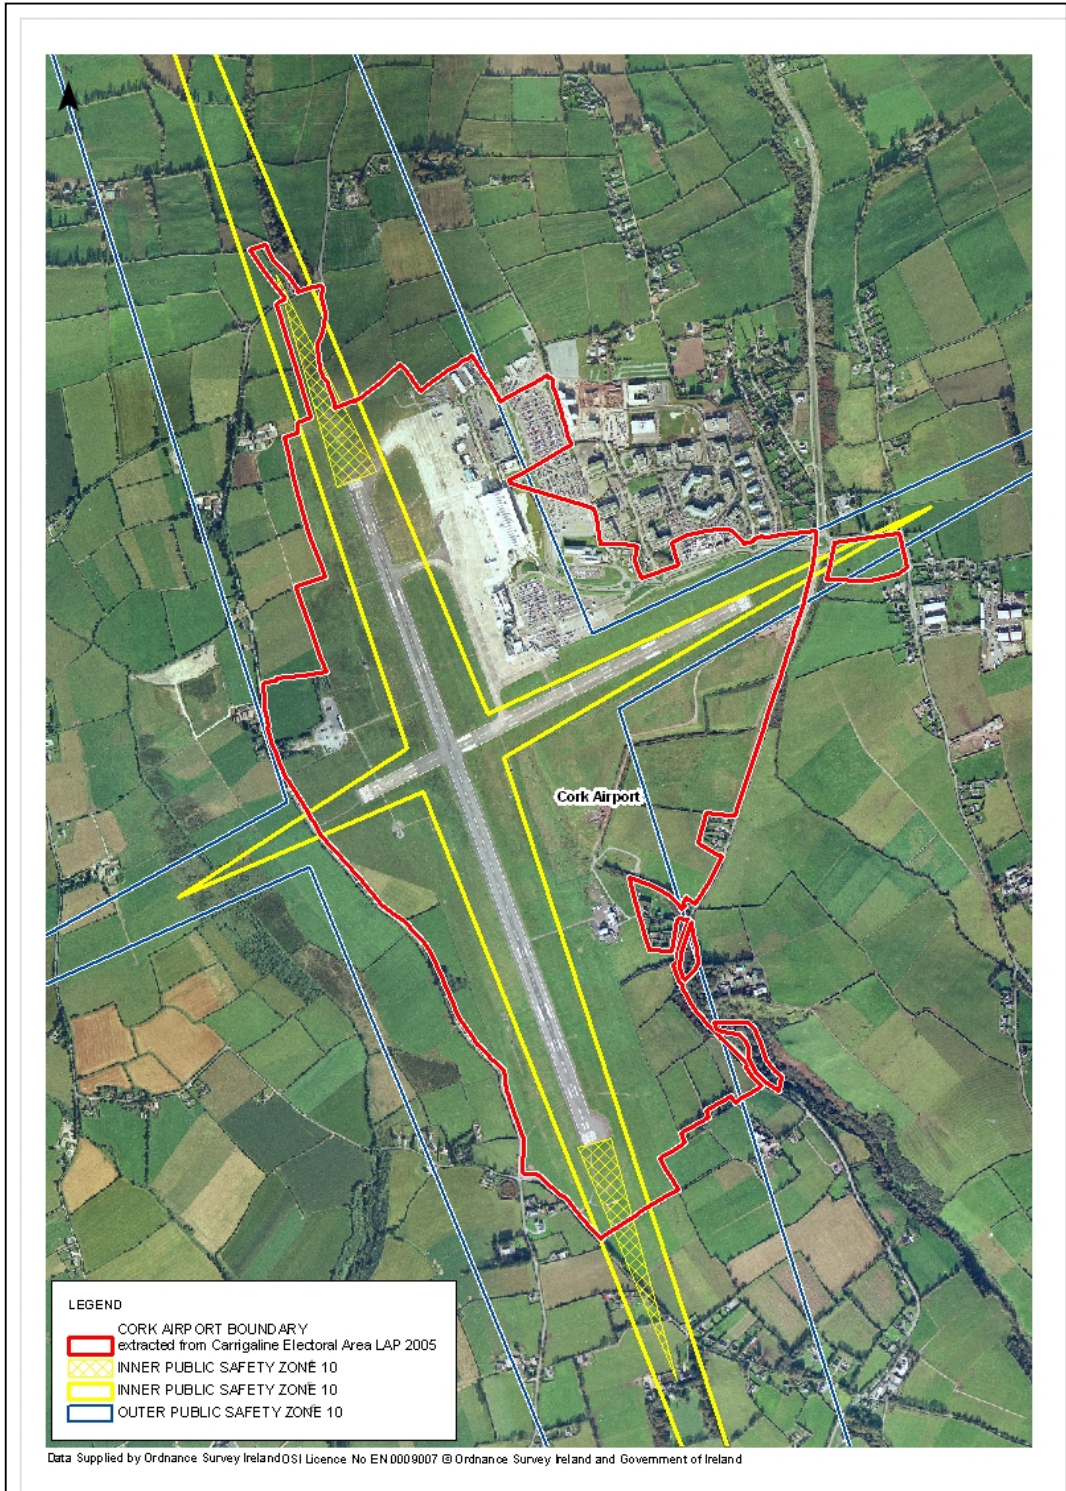 Cork Airport
LEGEND
CORK AIRPORT BOUNDARY
extracted from Carrigaline Electoral Area LAP 2005
INNER PUBLIC SAFETY ZONE 10
INNER PUBLIC SAFETY ZONE 10
OUTER PUBLIC SAFETY ZONE 10
Data Supplied by Ordnance Survey Ireland OSI Licence No EN 0009007 © Ordnance Survey Ireland and Government of Ireland